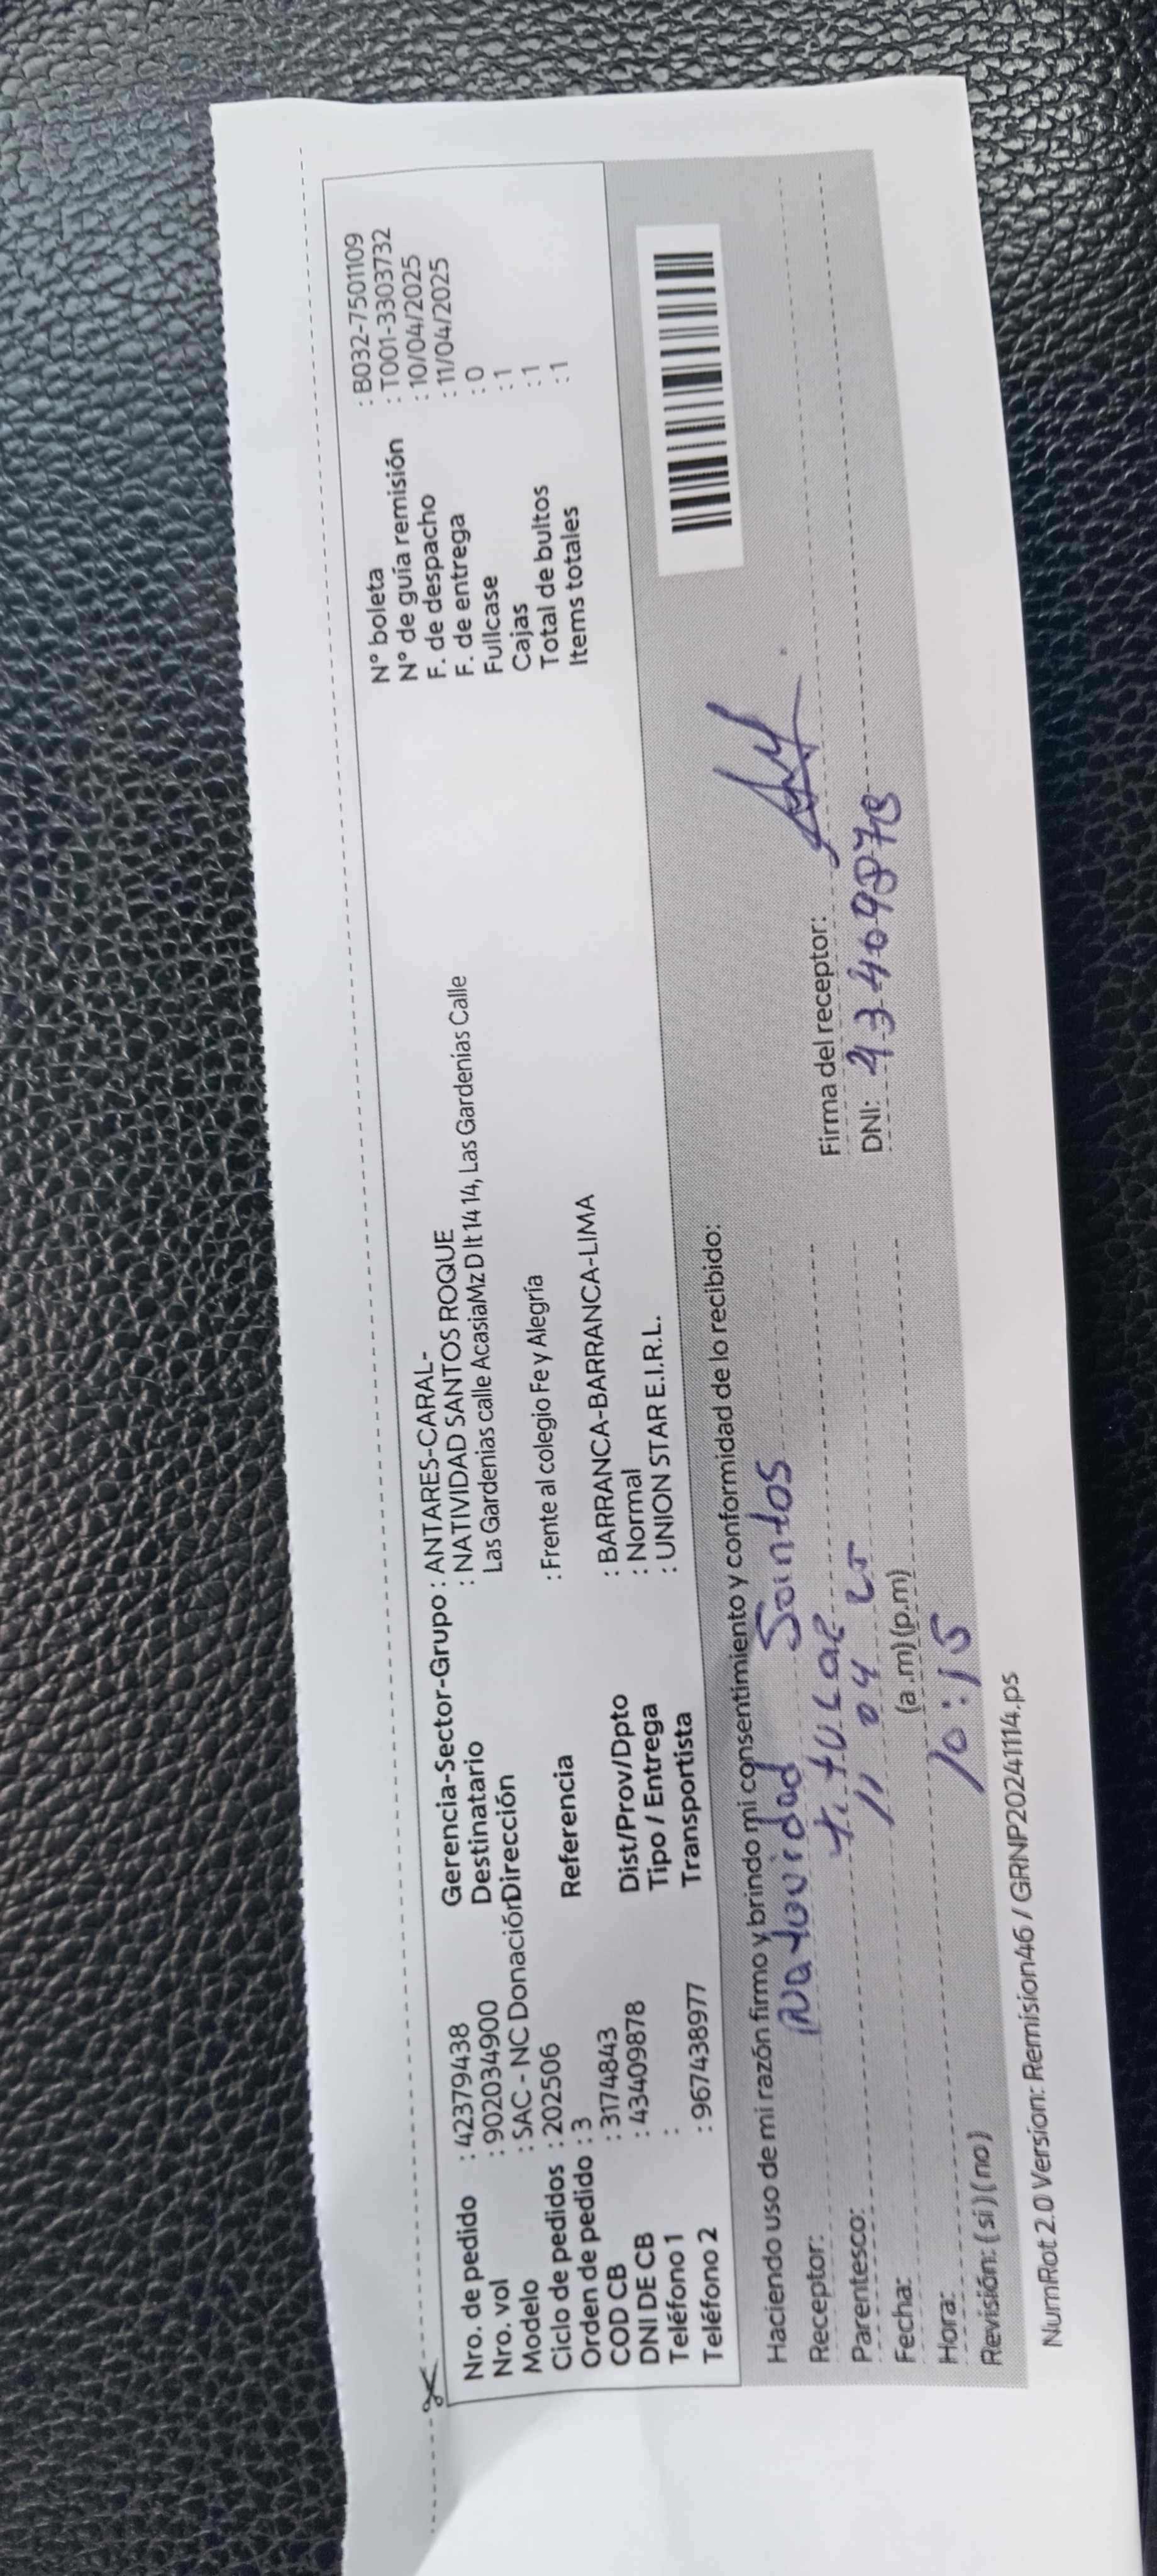 Nro. de pedido : 42379438
Nro. vol : 902034900
Modelo : SAC - NC Donación
Ciclo de pedidos : 202506
Orden de pedido : 3
COD CB : 3174843
DNI DE CB : 43409878
Teléfono 1 :
Teléfono 2 : 967438977
Gerencia-Sector-Grupo : ANTARES-CARAL-
Destinatario : NATIVIDAD SANTOS ROQUE
Dirección Las Gardenias calle AcasiaMz D lt 14 14, Las Gardenias Calle
Referencia : Frente al colegio Fe y Alegría
Dist/Prov/Dpto : BARRANCA-BARRANCA-LIMA
Tipo / Entrega : Normal
Transportista : UNION STAR E.I.R.L.
N° boleta : B032-7501109
N° de guía remisión : T001-3303732
F. de despacho : 10/04/2025
F. de entrega : 11/04/2025
Fullcase : 0
Cajas : 1
Total de bultos : 1
Items totales : 1
Haciendo uso de mi razón firmo y brindo mi consentimiento y conformidad de lo recibido:
Receptor: Natividad Santos
Parentesco: titular
Fecha: 11 04 25
Hora: 10:15 (a.m) (p.m)
Revisión: ( si ) ( no )
Firma del receptor:
DNI: 43409878
NumRot 2.0 Version: Remision46 / GRNP20241114.ps